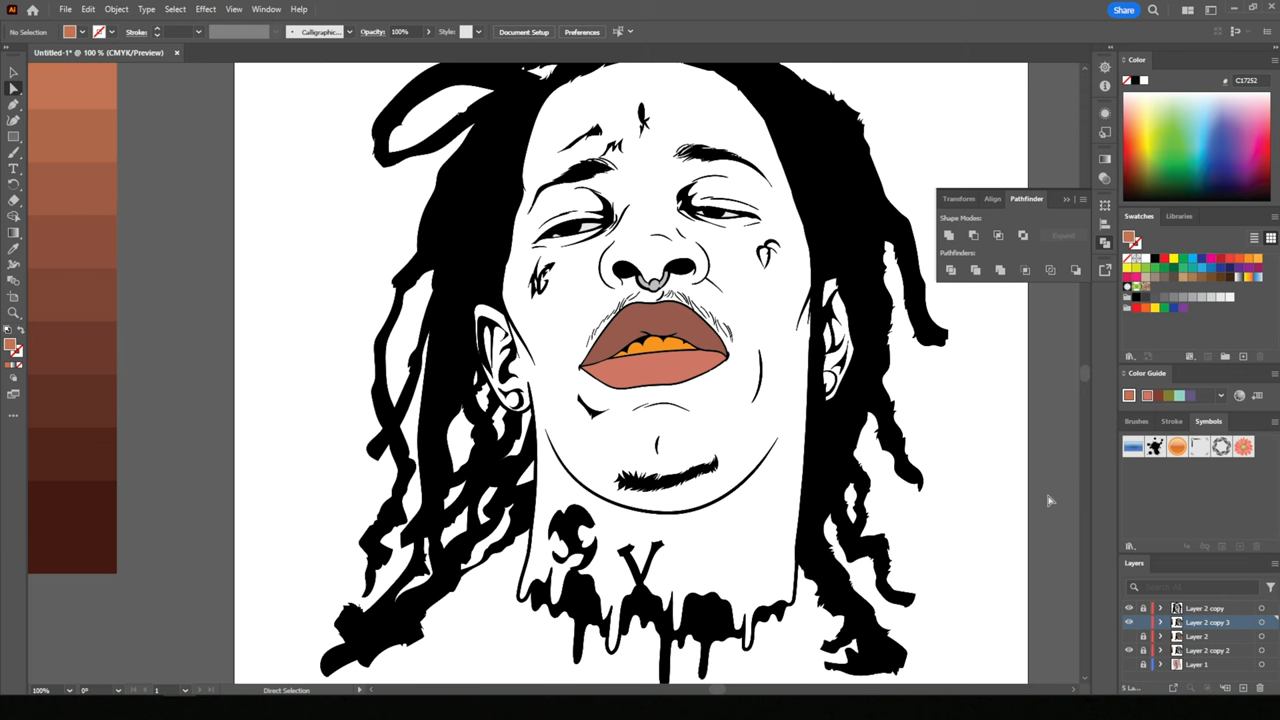 Ai File Edit Object Type Select Effect View Window Help Share
No Selection Stroke: Calligraphic... Opacity: 100% Style: Document Setup Preferences
Untitled-1* @ 100 % (CMYK/Preview) ×
Color
# C17252
Transform Align Pathfinder
Shape Modes:
Expand
Pathfinders:
Swatches Libraries
Color Guide
Brushes Stroke Symbols
Layers
Search All
Layer 2 copy
Layer 2 copy 3
Layer 2
Layer 2 copy 2
Layer 1
5 La...
100% 0° 1 Direct Selection